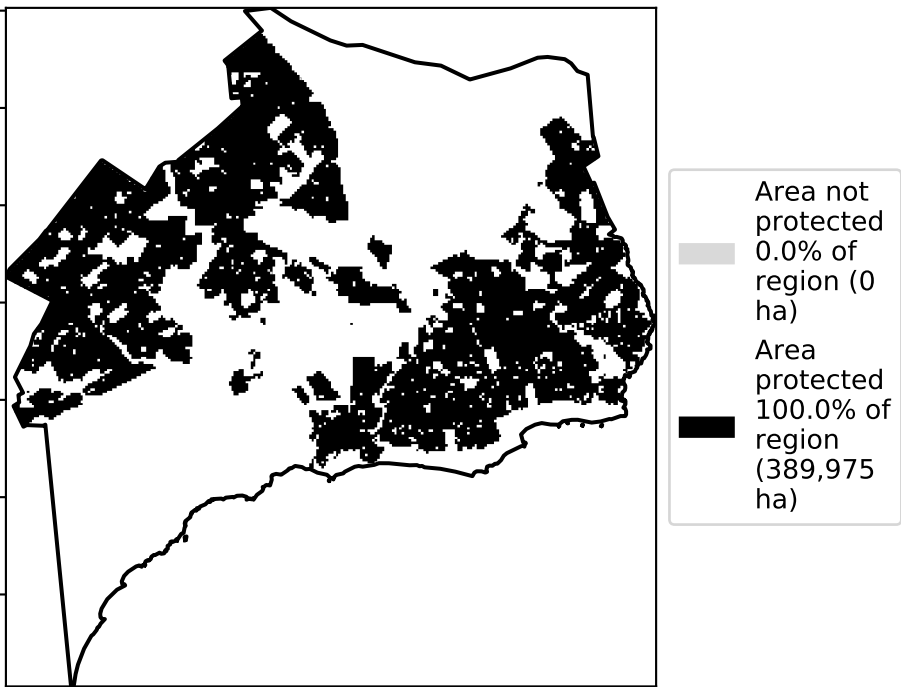 Area not
protected
0.0% of
region (0
ha)
Area
protected
100.0% of
region
(389,975
ha)